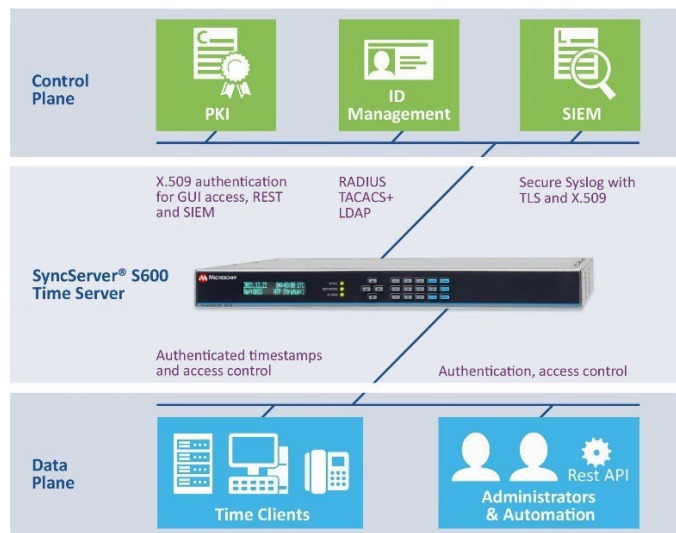 Control
Plane
C
PKI
ID
Management
L
SIEM
X.509 authentication
for GUI access, REST
and SIEM
RADIUS
TACACS+
LDAP
Secure Syslog with
TLS and X.509
SyncServer® S600
Time Server
MICROCHIP
Authenticated timestamps
and access control
Authentication, access control
Data
Plane
Time Clients
Rest API
Administrators
& Automation